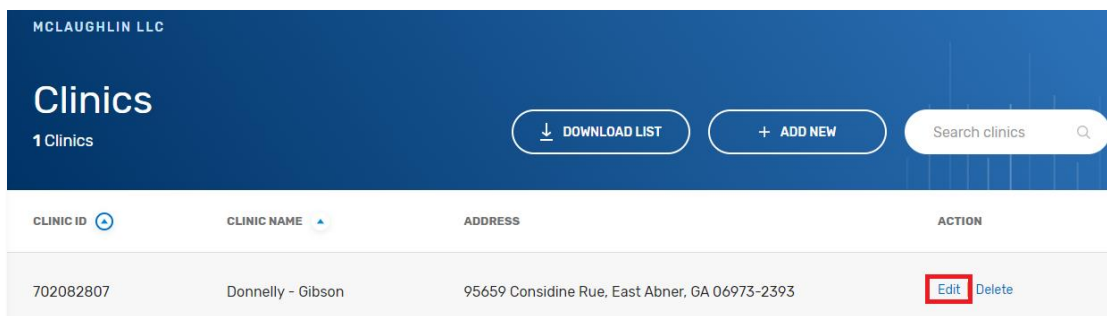 MCLAUGHLIN LLC
Clinics
1 Clinics
DOWNLOAD LIST
+ ADD NEW
Search clinics
CLINIC ID CLINIC NAME ADDRESS ACTION
702082807 Donnelly - Gibson 95659 Considine Rue, East Abner, GA 06973-2393 Edit Delete